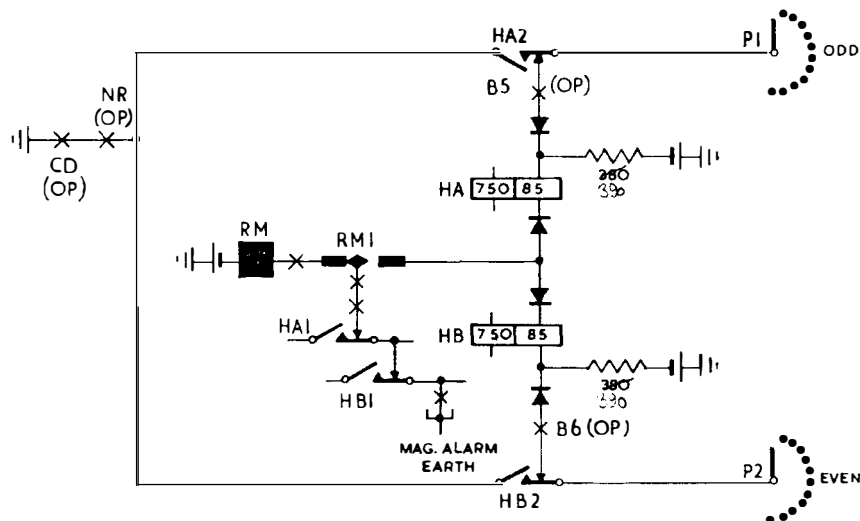 HA2
P1
ODD
B5 (OP)
NR
(OP)
CD
(OP)
380
390
HA 750 85
RM
RM1
HA1
HB 750 85
HB1
380
390
MAG. ALARM
EARTH
B6 (OP)
P2
EVEN
HB2